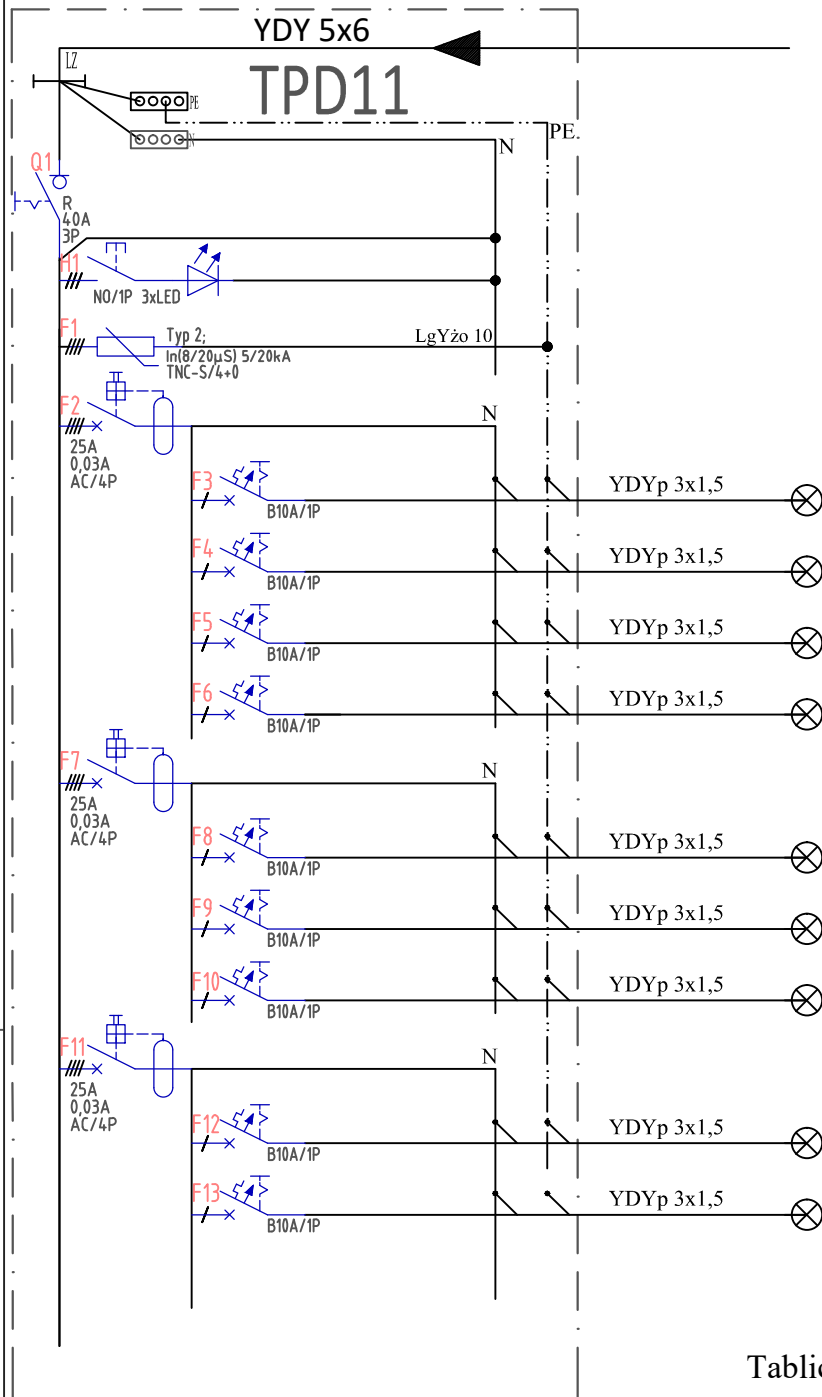 YDY 5x6
TPD11
LZ
PE
N
PE
N
Q1
R
40A
3P
H1
NO/1P 3xLED
F1
Typ 2;
In(8/20µS) 5/20kA
TNC-S/4+0
LgYżo 10
F2
25A
0,03A
AC/4P
N
F3
B10A/1P
YDYp 3x1,5
F4
B10A/1P
YDYp 3x1,5
F5
B10A/1P
YDYp 3x1,5
F6
B10A/1P
YDYp 3x1,5
F7
25A
0,03A
AC/4P
N
F8
B10A/1P
YDYp 3x1,5
F9
B10A/1P
YDYp 3x1,5
F10
B10A/1P
YDYp 3x1,5
F11
25A
0,03A
AC/4P
N
F12
B10A/1P
YDYp 3x1,5
F13
B10A/1P
YDYp 3x1,5